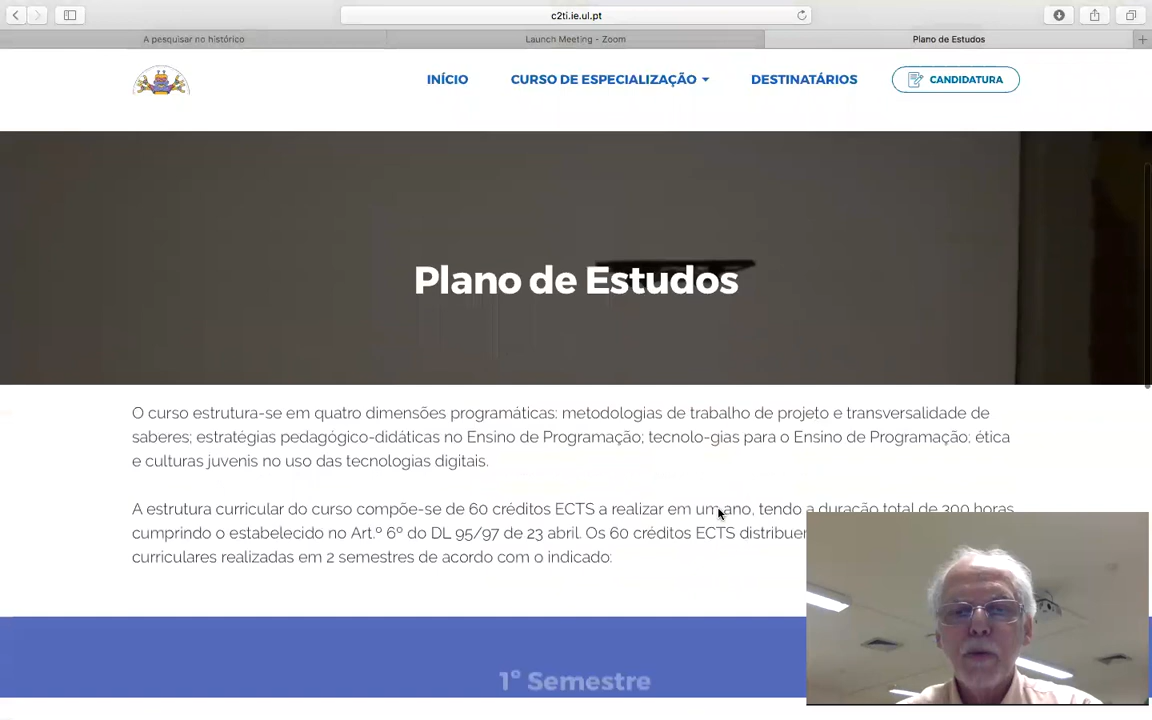 c2ti.ie.ul.pt
A pesquisar no histórico
Launch Meeting - Zoom
Plano de Estudos
INÍCIO
CURSO DE ESPECIALIZAÇÃO
DESTINATÁRIOS
CANDIDATURA
Plano de Estudos
O curso estrutura-se em quatro dimensões programáticas: metodologias de trabalho de projeto e transversalidade de
saberes; estratégias pedagógico-didáticas no Ensino de Programação; tecnolo-gias para o Ensino de Programação; ética
e culturas juvenis no uso das tecnologias digitais.
A estrutura curricular do curso compõe-se de 60 créditos ECTS a realizar em um ano, tendo a duração total de 300 horas
cumprindo o estabelecido no Art.º 6º do DL 95/97 de 23 abril. Os 60 créditos ECTS
curriculares realizadas em 2 semestres de acordo com o indicado:
1º Semestre